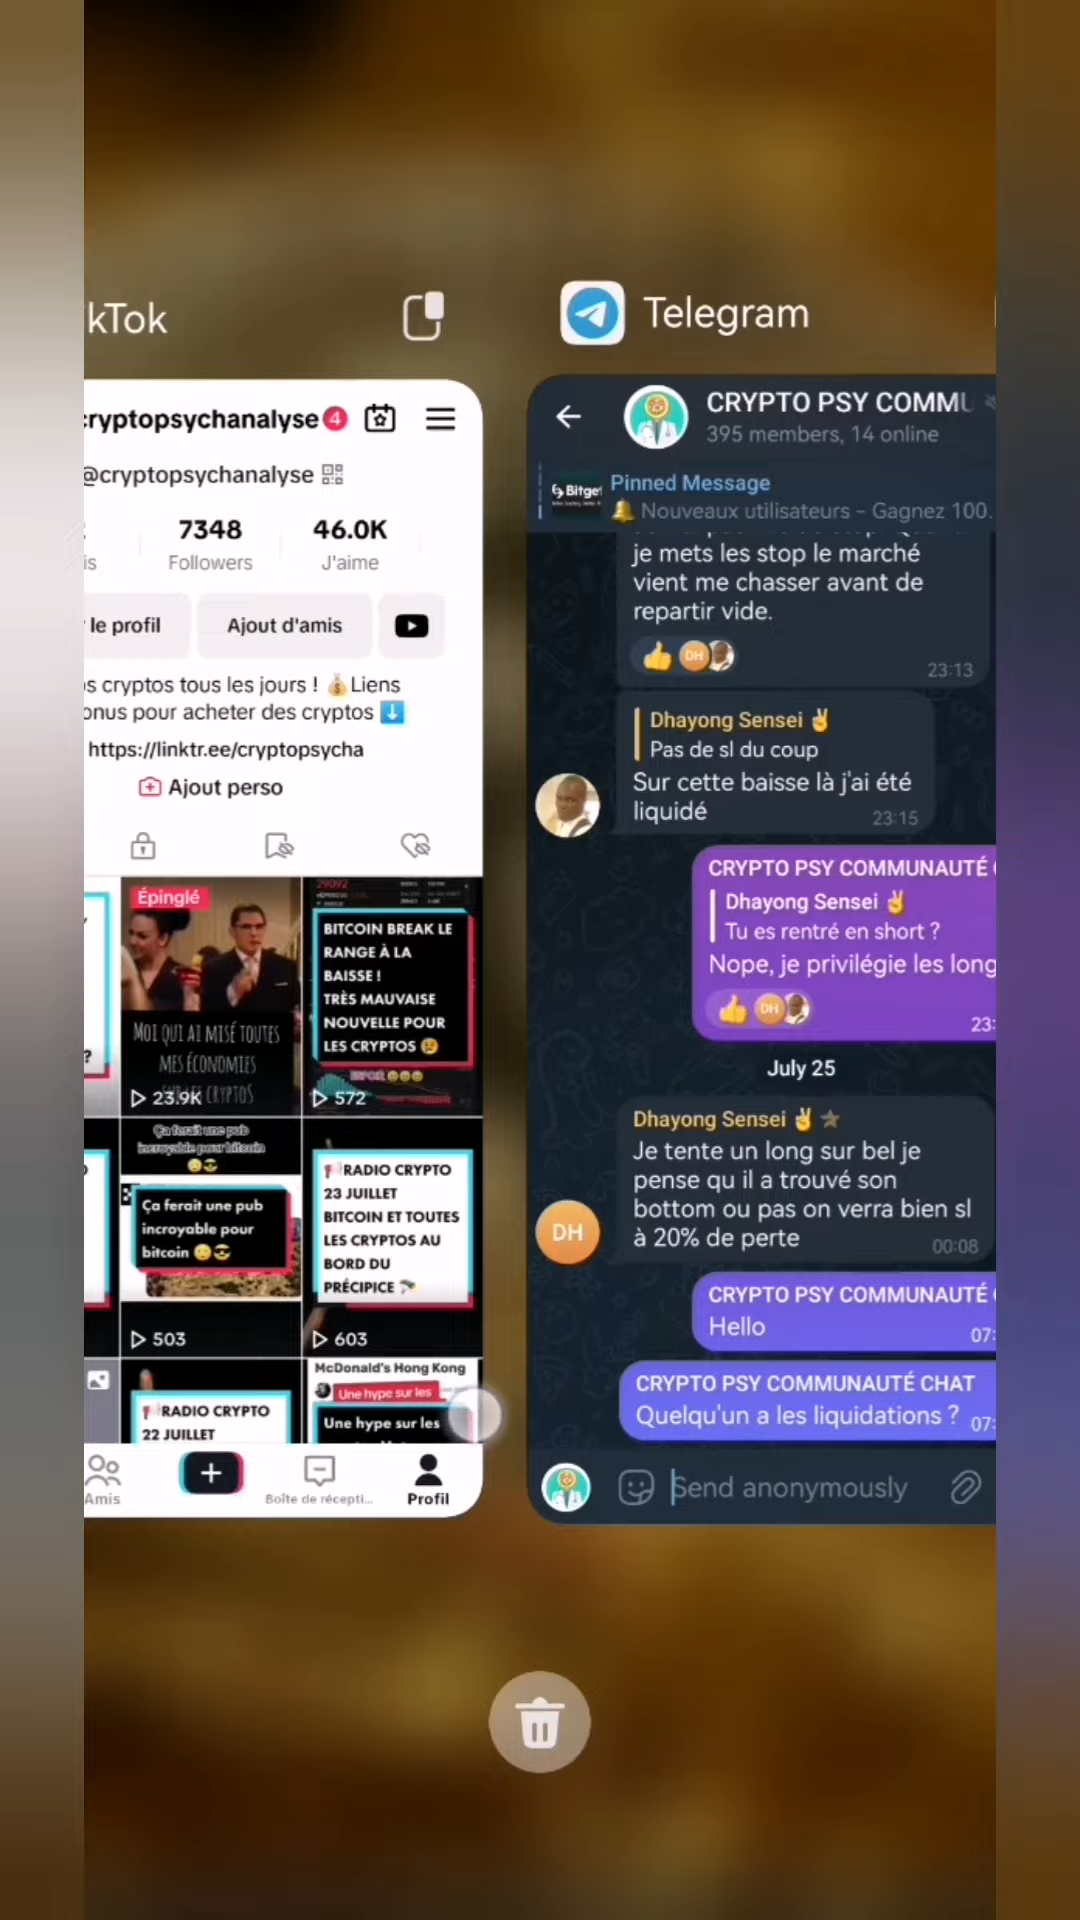 kTok
cryptopsychanalyse 4
@cryptopsychanalyse
7348
46.0K
is
Followers
J'aime
le profil
Ajout d'amis
s cryptos tous les jours ! 💰Liens
onus pour acheter des cryptos ⬇️
https://linktr.ee/cryptopsycha
Ajout perso
Épinglé
MOI QUI AI MISÉ TOUTES
MES ÉCONOMIES
SUR LES CRYPTOS
23.9K
29092
BITCOIN BREAK LE
RANGE À LA
BAISSE !
TRÈS MAUVAISE
NOUVELLE POUR
LES CRYPTOS 😢
572
?
Ça ferait une pub
incroyable pour bitcoin
😳😎
Ça ferait une pub
incroyable pour
bitcoin 😳😎
503
RADIO CRYPTO
23 JUILLET
BITCOIN ET TOUTES
LES CRYPTOS AU
BORD DU
PRÉCIPICE
603
RADIO CRYPTO
22 JUILLET
McDonald's Hong Kong
Une hype sur les
Une hype sur les
Amis
Boîte de récepti...
Profil
Telegram
CRYPTO PSY COMMU
395 members, 14 online
Bitget
Pinned Message
🔔 Nouveaux utilisateurs – Gagnez 100.
je mets les stop le marché
vient me chasser avant de
repartir vide.
👍 DH
23:13
Dhayong Sensei ✌️
Pas de sl du coup
Sur cette baisse là j'ai été
liquidé
23:15
CRYPTO PSY COMMUNAUTÉ
Dhayong Sensei ✌️
Tu es rentré en short ?
Nope, je privilégie les long
👍 DH
23:
July 25
Dhayong Sensei ✌️
Je tente un long sur bel je
pense qu il a trouvé son
bottom ou pas on verra bien sl
à 20% de perte
00:08
DH
CRYPTO PSY COMMUNAUTÉ
Hello
07:
CRYPTO PSY COMMUNAUTÉ CHAT
Quelqu'un a les liquidations ?
07:
Send anonymously